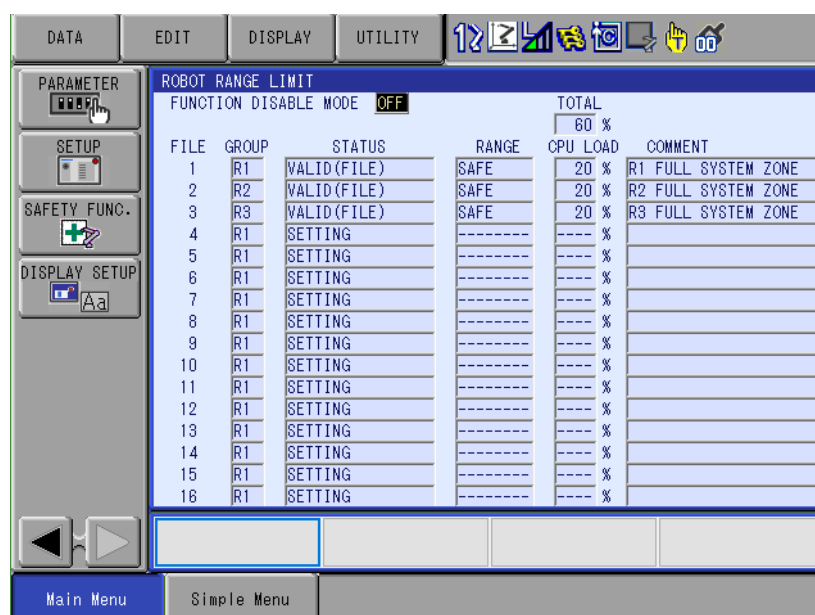 DATA EDIT DISPLAY UTILITY
PARAMETER
SETUP
SAFETY FUNC.
DISPLAY SETUP
Aa
ROBOT RANGE LIMIT
FUNCTION DISABLE MODE OFF TOTAL
60 %
FILE GROUP STATUS RANGE CPU LOAD COMMENT
1 R1 VALID(FILE) SAFE 20 % R1 FULL SYSTEM ZONE
2 R2 VALID(FILE) SAFE 20 % R2 FULL SYSTEM ZONE
3 R3 VALID(FILE) SAFE 20 % R3 FULL SYSTEM ZONE
4 R1 SETTING -------- ---- %
5 R1 SETTING -------- ---- %
6 R1 SETTING -------- ---- %
7 R1 SETTING -------- ---- %
8 R1 SETTING -------- ---- %
9 R1 SETTING -------- ---- %
10 R1 SETTING -------- ---- %
11 R1 SETTING -------- ---- %
12 R1 SETTING -------- ---- %
13 R1 SETTING -------- ---- %
14 R1 SETTING -------- ---- %
15 R1 SETTING -------- ---- %
16 R1 SETTING -------- ---- %
Main Menu Simple Menu